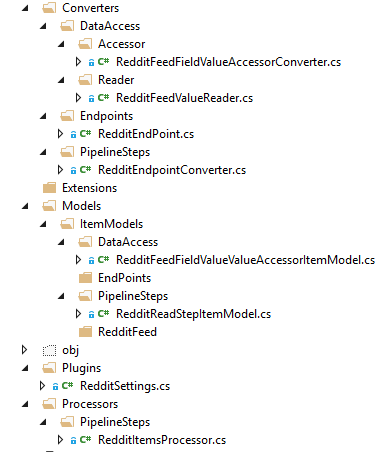 Converters
DataAccess
Accessor
C# RedditFeedFieldValueAccessorConverter.cs
Reader
C# RedditFeedValueReader.cs
Endpoints
C# RedditEndPoint.cs
PipelineSteps
C# RedditEndpointConverter.cs
Extensions
Models
ItemModels
DataAccess
C# RedditFeedFieldValueValueAccessorItemModel.cs
EndPoints
PipelineSteps
C# RedditReadStepItemModel.cs
RedditFeed
obj
Plugins
C# RedditSettings.cs
Processors
PipelineSteps
C# RedditItemsProcessor.cs